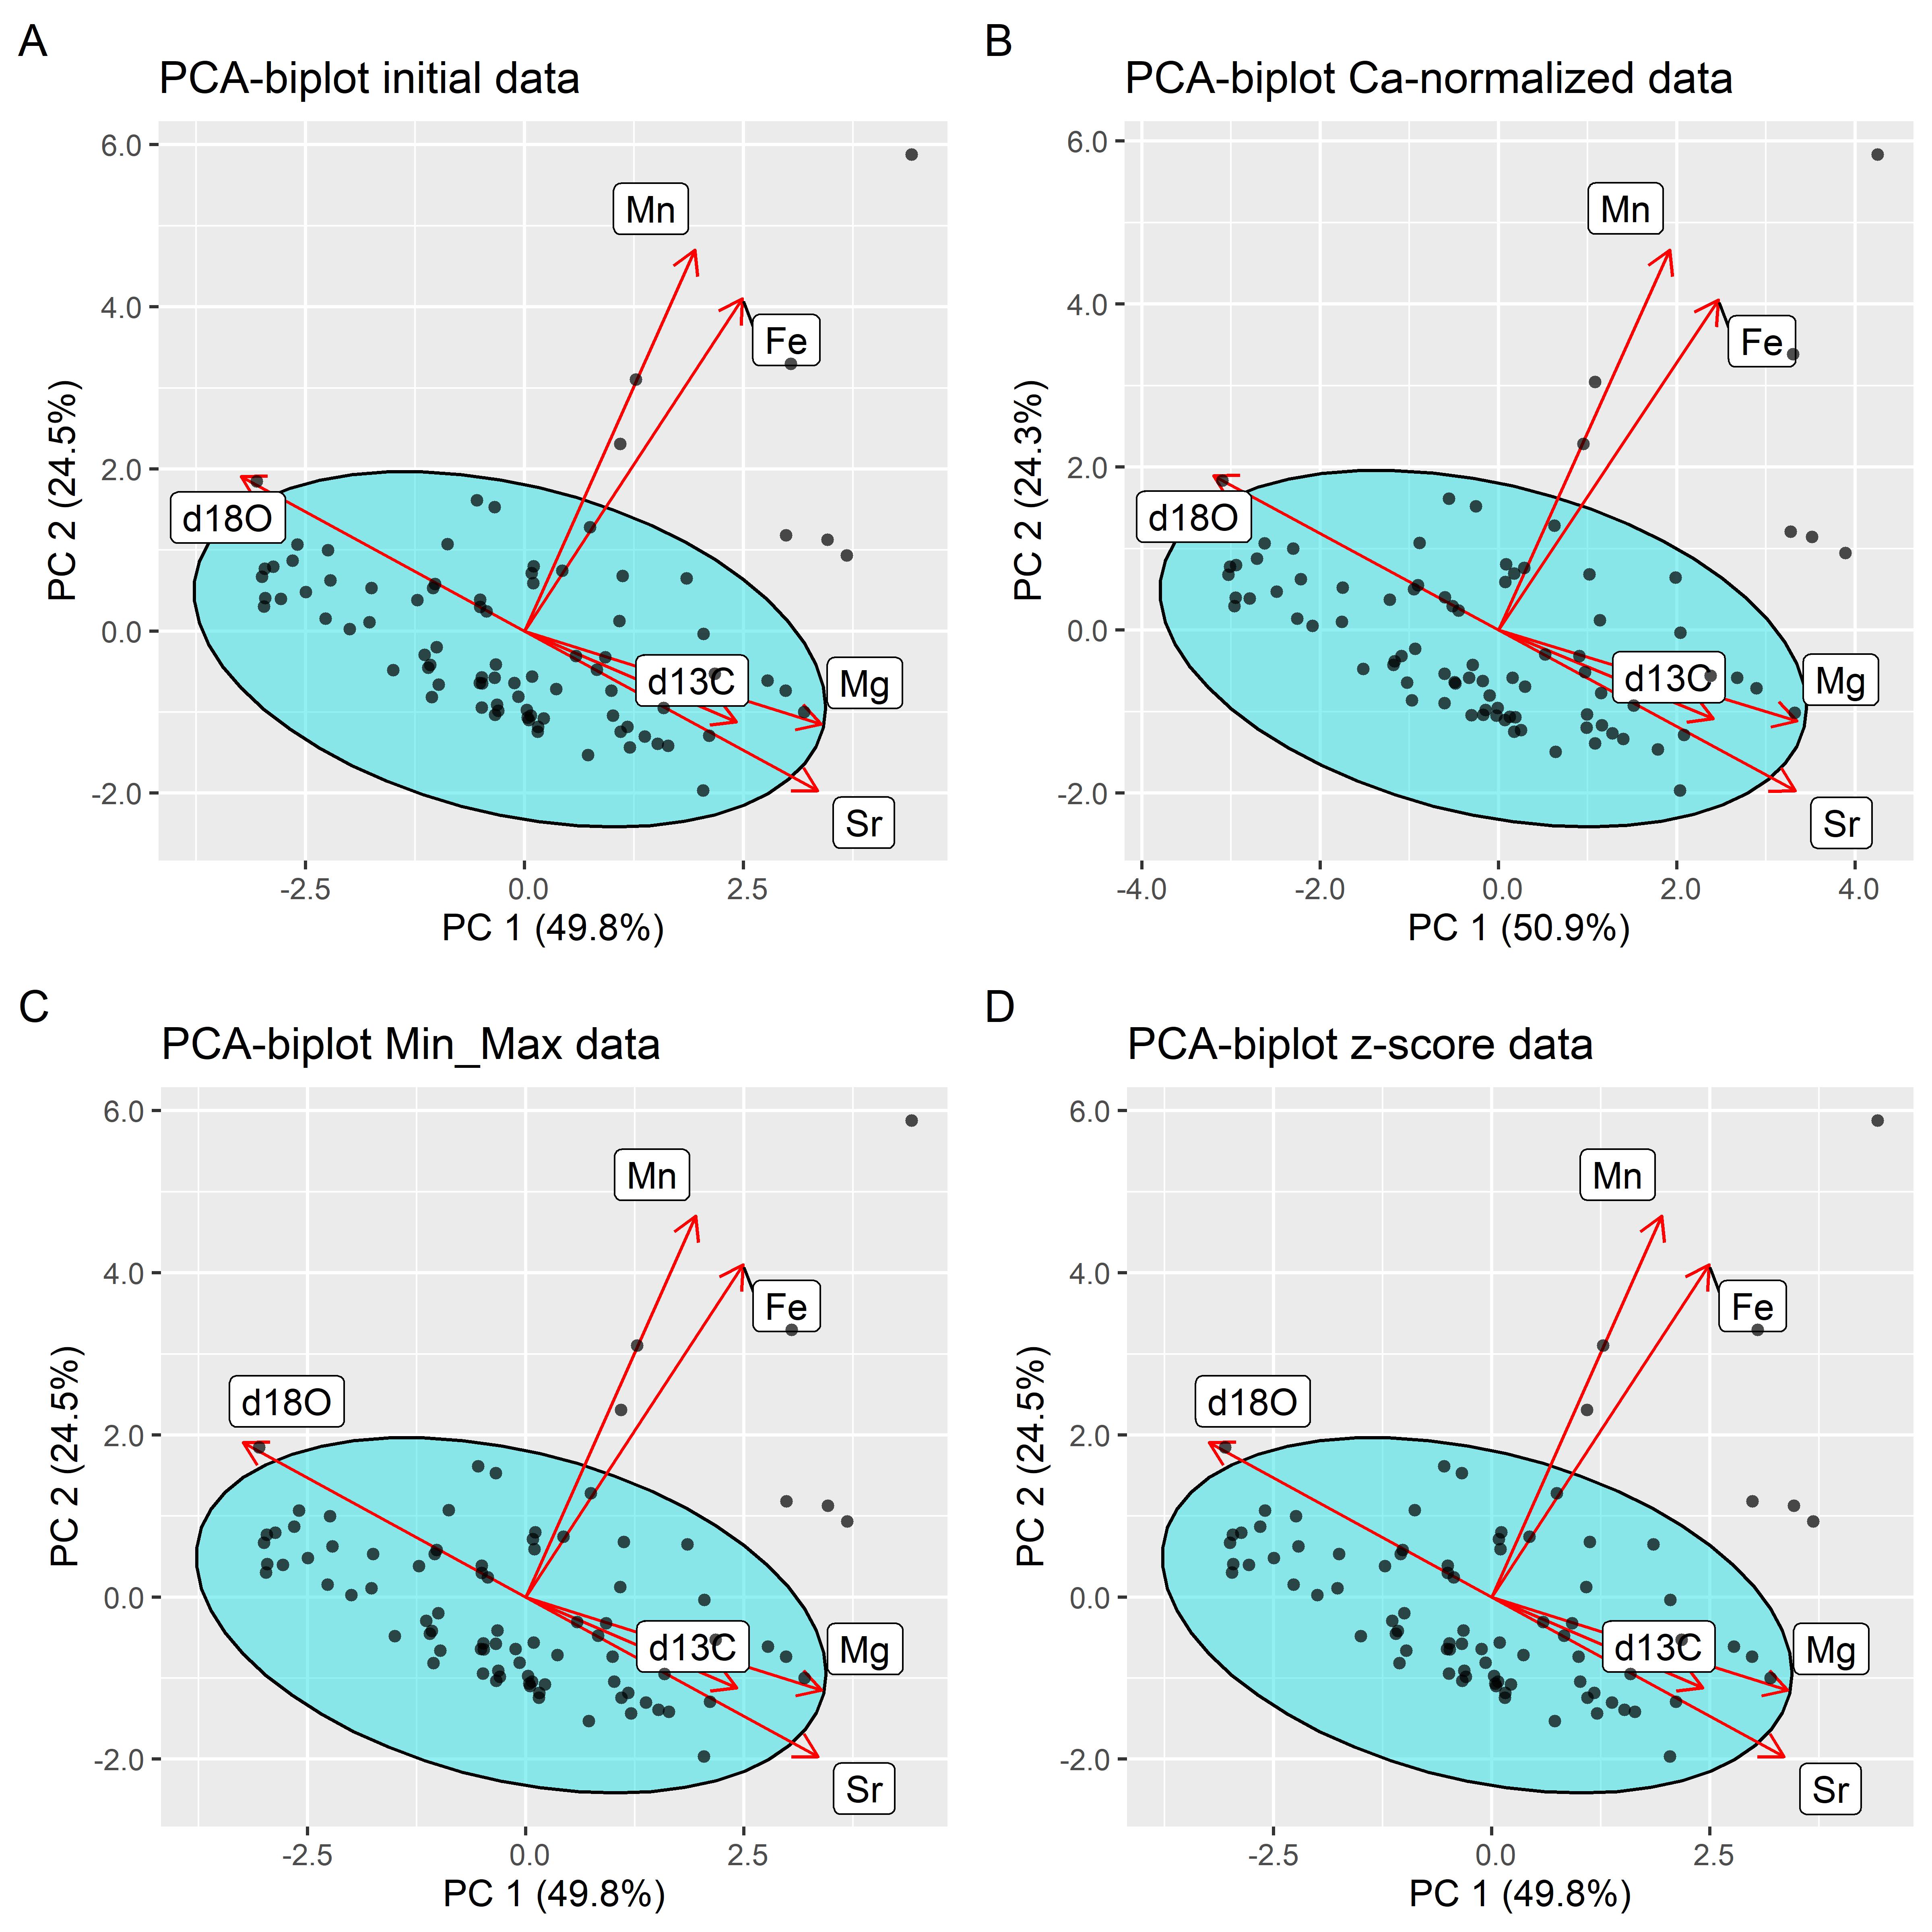 A
PCA-biplot initial data
6.0
4.0
2.0
0.0
-2.0
PC 2 (24.5%)
Mn
Fe
d18O
d13C
Mg
Sr
-2.5
0.0
2.5
PC 1 (49.8%)
B
PCA-biplot Ca-normalized data
6.0
4.0
2.0
0.0
-2.0
PC 2 (24.3%)
Mn
Fe
d18O
d13C
Mg
Sr
-4.0
-2.0
0.0
2.0
4.0
PC 1 (50.9%)
C
PCA-biplot Min_Max data
6.0
4.0
2.0
0.0
-2.0
PC 2 (24.5%)
Mn
Fe
d18O
d13C
Mg
Sr
-2.5
0.0
2.5
PC 1 (49.8%)
D
PCA-biplot z-score data
6.0
4.0
2.0
0.0
-2.0
PC 2 (24.5%)
Mn
Fe
d18O
d13C
Mg
Sr
-2.5
0.0
2.5
PC 1 (49.8%)